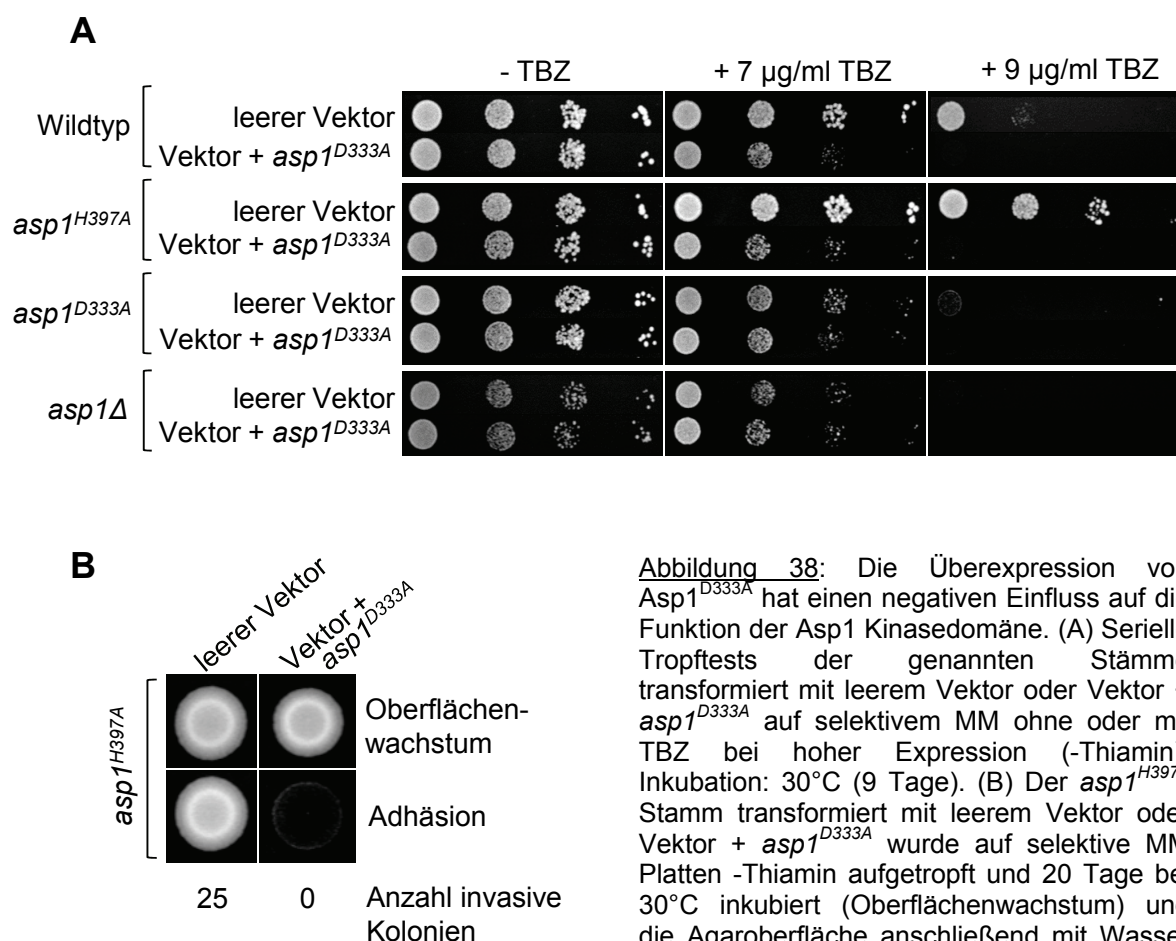 A
- TBZ
+ 7 µg/ml TBZ
+ 9 µg/ml TBZ
Wildtyp
leerer Vektor
Vektor + asp1D333A
asp1H397A
leerer Vektor
Vektor + asp1D333A
asp1D333A
leerer Vektor
Vektor + asp1D333A
asp1Δ
leerer Vektor
Vektor + asp1D333A
B
leerer Vektor
Vektor +
asp1D333A
asp1H397A
Oberflächen-
wachstum
Adhäsion
25
0
Anzahl invasive
Kolonien
Abbildung 38: Die Überexpression vo
Asp1D333A hat einen negativen Einfluss auf di
Funktion der Asp1 Kinasedomäne. (A) Seriell
Tropftests der genannten Stämm
transformiert mit leerem Vektor oder Vektor
asp1D333A auf selektivem MM ohne oder m
TBZ bei hoher Expression (-Thiamin
Inkubation: 30°C (9 Tage). (B) Der asp1H397
Stamm transformiert mit leerem Vektor ode
Vektor + asp1D333A wurde auf selektive MM
Platten -Thiamin aufgetropft und 20 Tage be
30°C inkubiert (Oberflächenwachstum) un
die Agaroberfläche anschließend mit Wasse